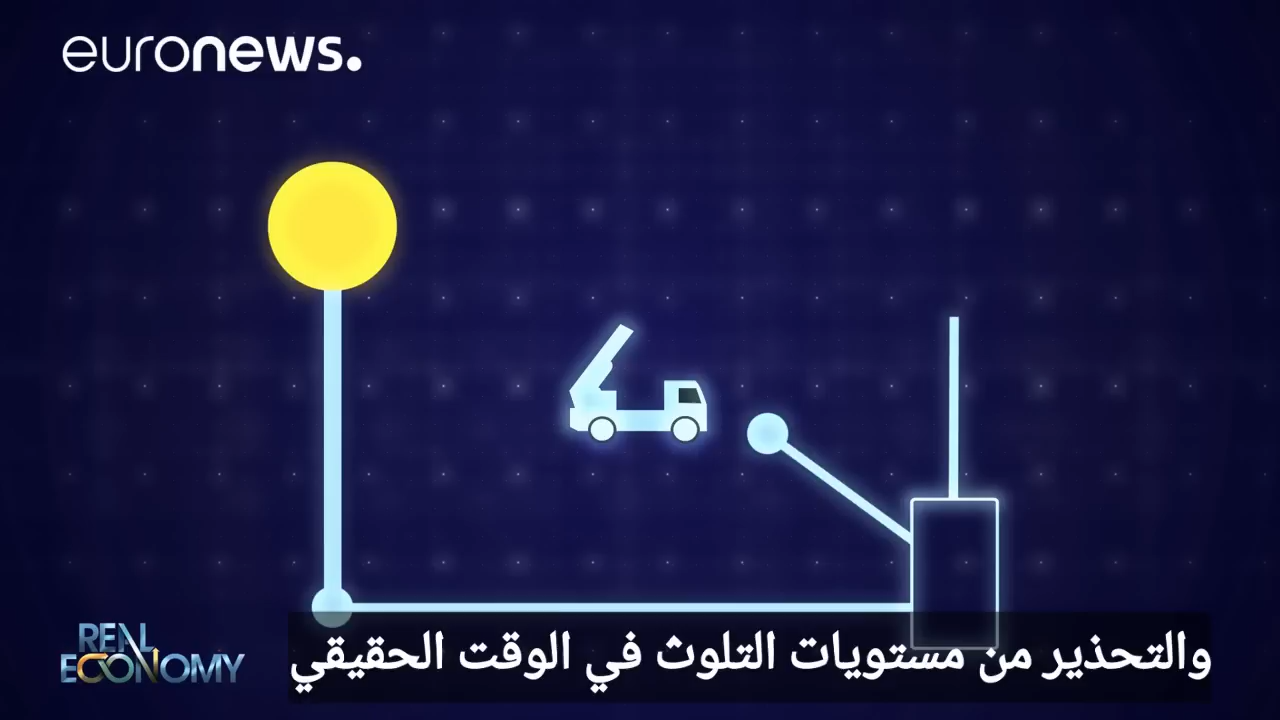 euronews.
REAL
ECONOMY
والتحذير من مستويات التلوث في الوقت الحقيقي